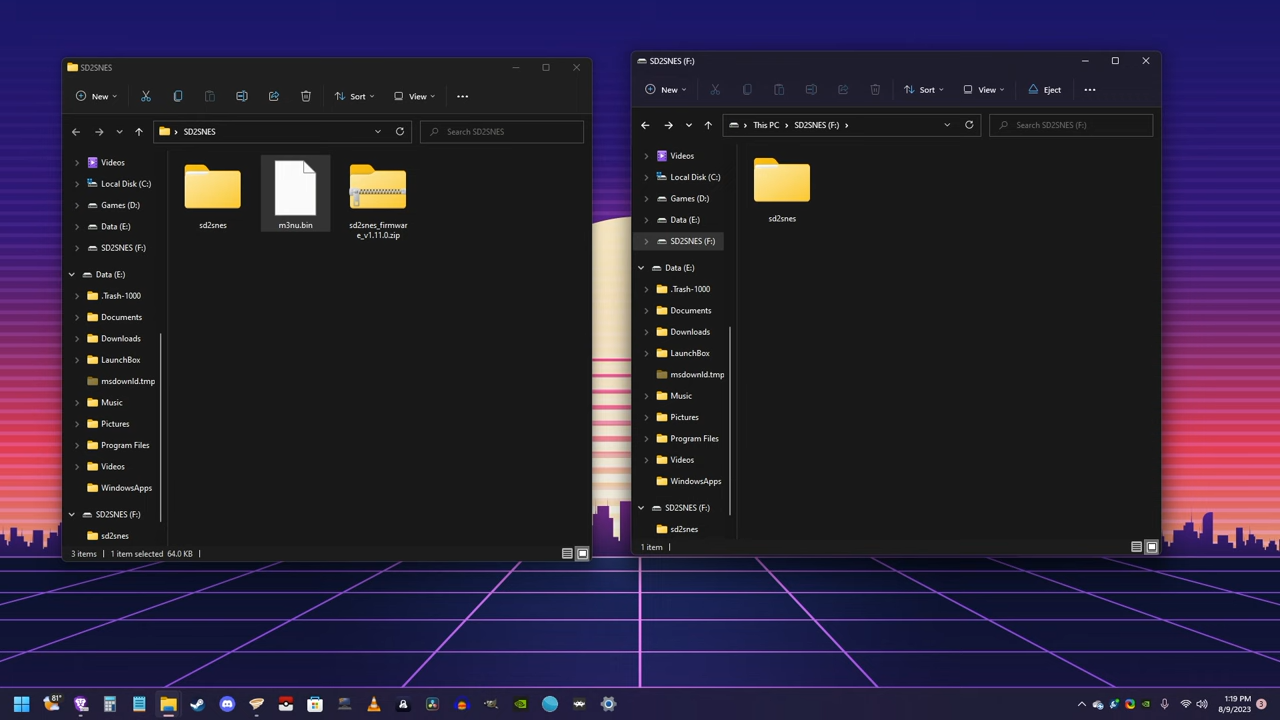 SD2SNES
New
Sort
View
SD2SNES
Search SD2SNES
Videos
Local Disk (C:)
Games (D:)
Data (E:)
SD2SNES (F:)
Data (E:)
.Trash-1000
Documents
Downloads
LaunchBox
msdownld.tmp
Music
Pictures
Program Files
Videos
WindowsApps
SD2SNES (F:)
sd2snes
sd2snes
m3nu.bin
sd2snes_firmwar
e_v1.11.0.zip
3 items
1 item selected 64.0 KB
SD2SNES (F:)
New
Sort
View
Eject
This PC
SD2SNES (F:)
Search SD2SNES (F:)
Videos
Local Disk (C:)
Games (D:)
Data (E:)
SD2SNES (F:)
Data (E:)
.Trash-1000
Documents
Downloads
LaunchBox
msdownld.tmp
Music
Pictures
Program Files
Videos
WindowsApps
SD2SNES (F:)
sd2snes
sd2snes
1 item
81°
1:19 PM
8/9/2023
3